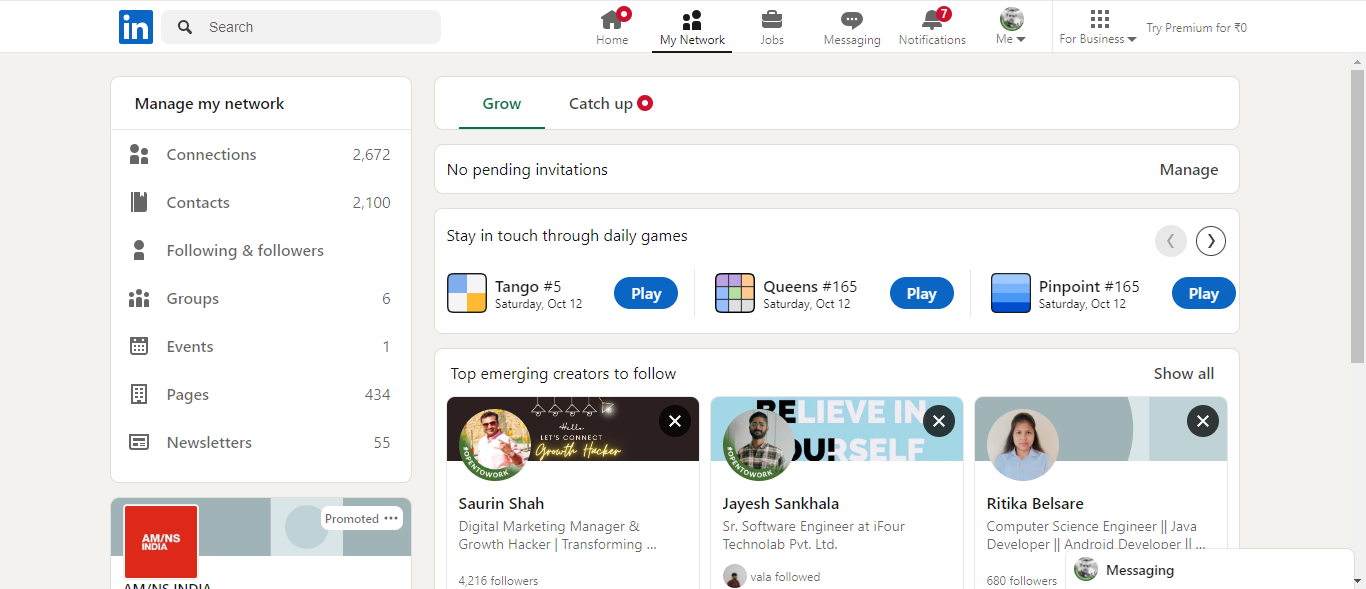 in
Search
Home
My Network
Jobs
Messaging
7
Notifications
Me
For Business
Try Premium for ₹0
Manage my network
Connections 2,672
Contacts 2,100
Following & followers
Groups 6
Events 1
Pages 434
Newsletters 55
AM/NS
INDIA
Promoted
AM/NS INDIA
Grow
Catch up
No pending invitations
Manage
Stay in touch through daily games
Tango #5
Saturday, Oct 12
Play
Queens #165
Saturday, Oct 12
Play
Pinpoint #165
Saturday, Oct 12
Play
Top emerging creators to follow
Show all
Hello.
LET'S CONNECT
Growth Hacker
#OPENTOWORK
Saurin Shah
Digital Marketing Manager &
Growth Hacker | Transforming ...
4,216 followers
BELIEVE IN
YOU!RSELF
#OPENTOWORK
Jayesh Sankhala
Sr. Software Engineer at iFour
Technolab Pvt. Ltd.
vala followed
Ritika Belsare
Computer Science Engineer || Java
Developer || Android Developer || ...
680 followers
Messaging